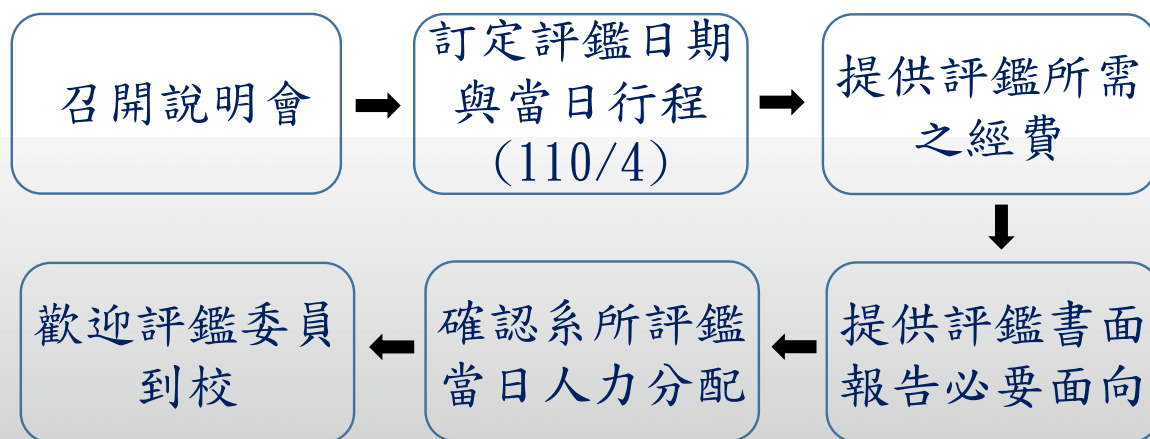 召開說明會
訂定評鑑日期
與當日行程
(110/4)
提供評鑑所需
之經費
提供評鑑書面
報告必要面向
確認系所評鑑
當日人力分配
歡迎評鑑委員
到校